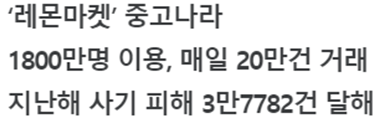 ‘레몬마켓’ 중고나라
1800만명 이용, 매일 20만건 거래
지난해 사기 피해 3만7782건 달해